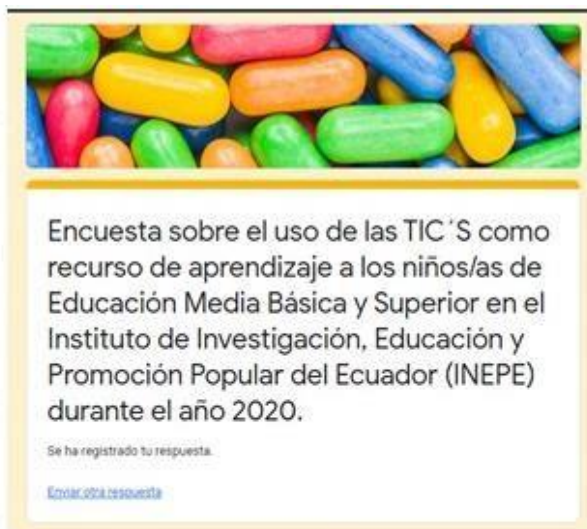 Encuesta sobre el uso de las TIC´S como
recurso de aprendizaje a los niños/as de
Educación Media Básica y Superior en el
Instituto de Investigación, Educación y
Promoción Popular del Ecuador (INEPE)
durante el año 2020.
Se ha registrado tu respuesta.
Enviar otra respuesta